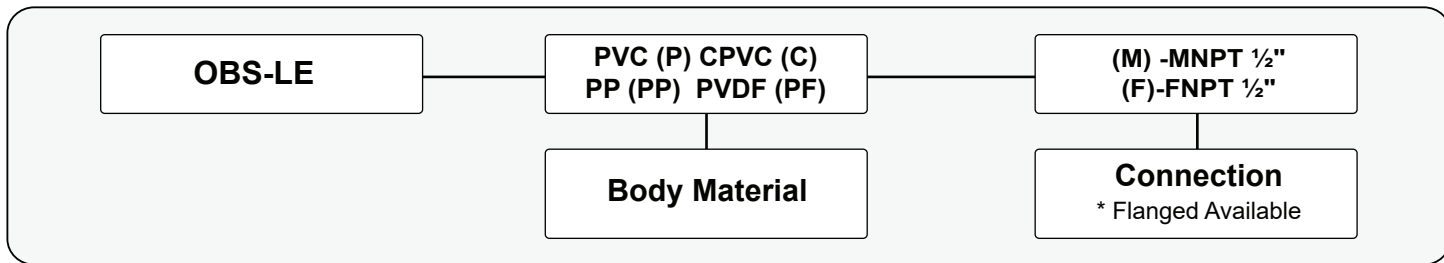 OBS-LE
PVC (P) CPVC (C)
PP (PP) PVDF (PF)
(M) -MNPT ½"
(F)-FNPT ½"
Body Material
Connection
* Flanged Available